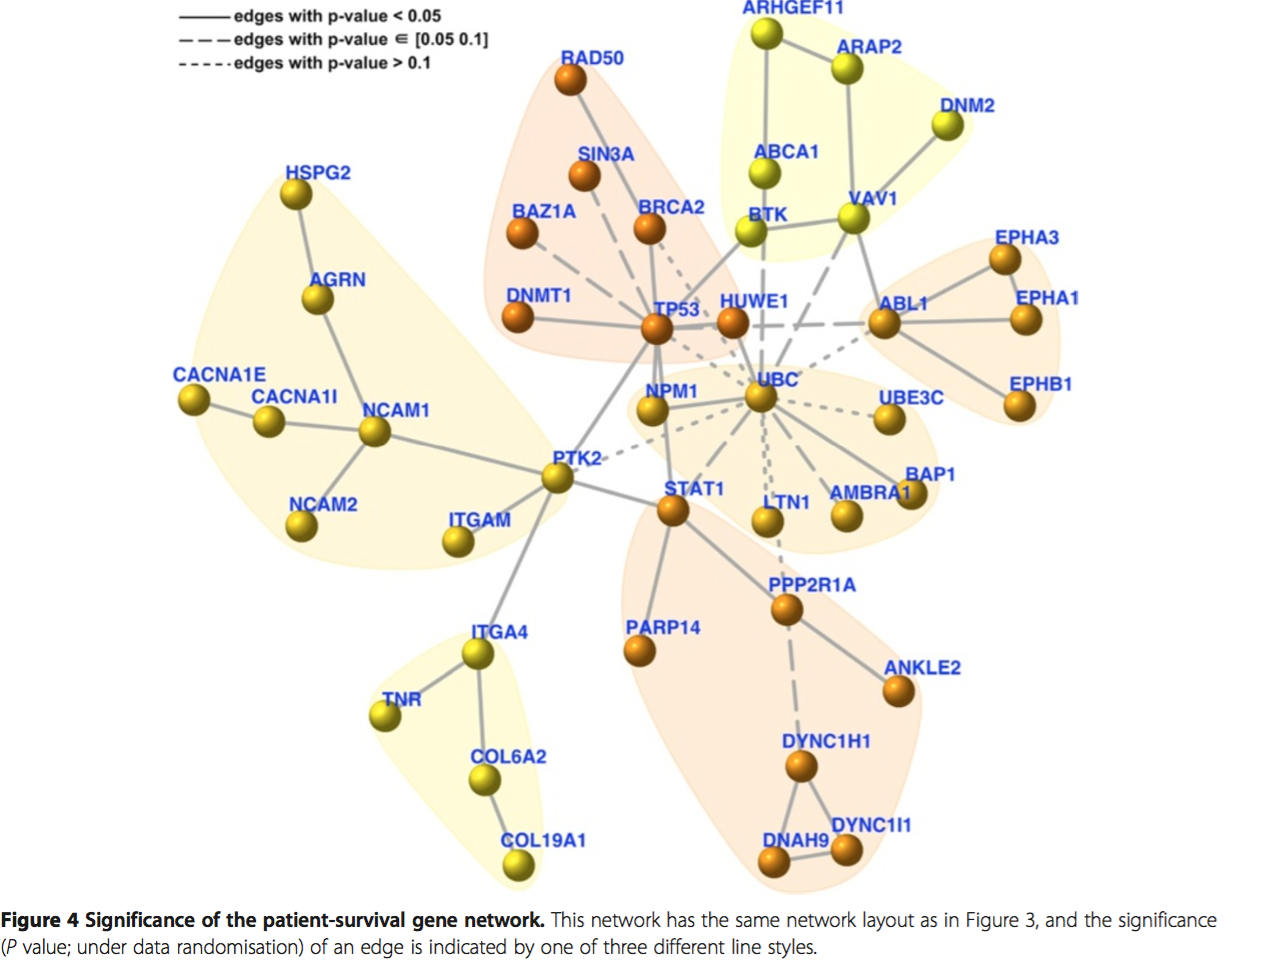 edges with p-value < 0.05
edges with p-value ∈ [0.05 0.1]
edges with p-value > 0.1
ARHGEF11
ARAP2
RAD50
DNM2
SIN3A
ABCA1
HSPG2
BAZ1A
BRCA2
BTK
VAV1
EPHA3
AGRN
DNMT1
TP53
HUWE1
ABL1
EPHA1
CACNA1E
CACNA1I
NCAM1
NPM1
UBC
UBE3C
EPHB1
PTK2
STAT1
LTN1
AMBRA1
BAP1
NCAM2
ITGAM
PPP2R1A
ITGA4
PARP14
ANKLE2
TNR
COL6A2
DYNC1H1
COL19A1
DNAH9
DYNC1I1
Figure 4 Significance of the patient-survival gene network. This network has the same network layout as in Figure 3, and the significance
(P value; under data randomisation) of an edge is indicated by one of three different line styles.